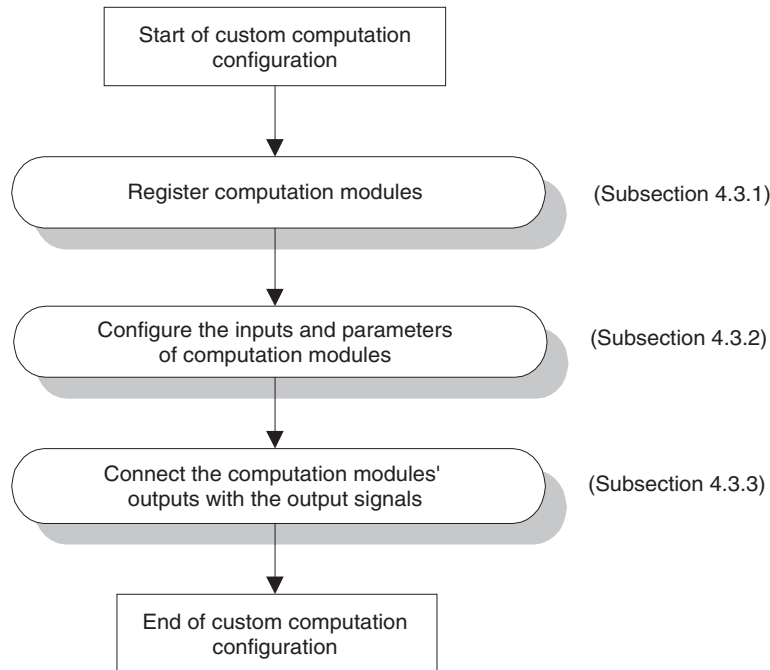 Start of custom computation
configuration
Register computation modules
(Subsection 4.3.1)
Configure the inputs and parameters
of computation modules
(Subsection 4.3.2)
Connect the computation modules'
outputs with the output signals
(Subsection 4.3.3)
End of custom computation
configuration